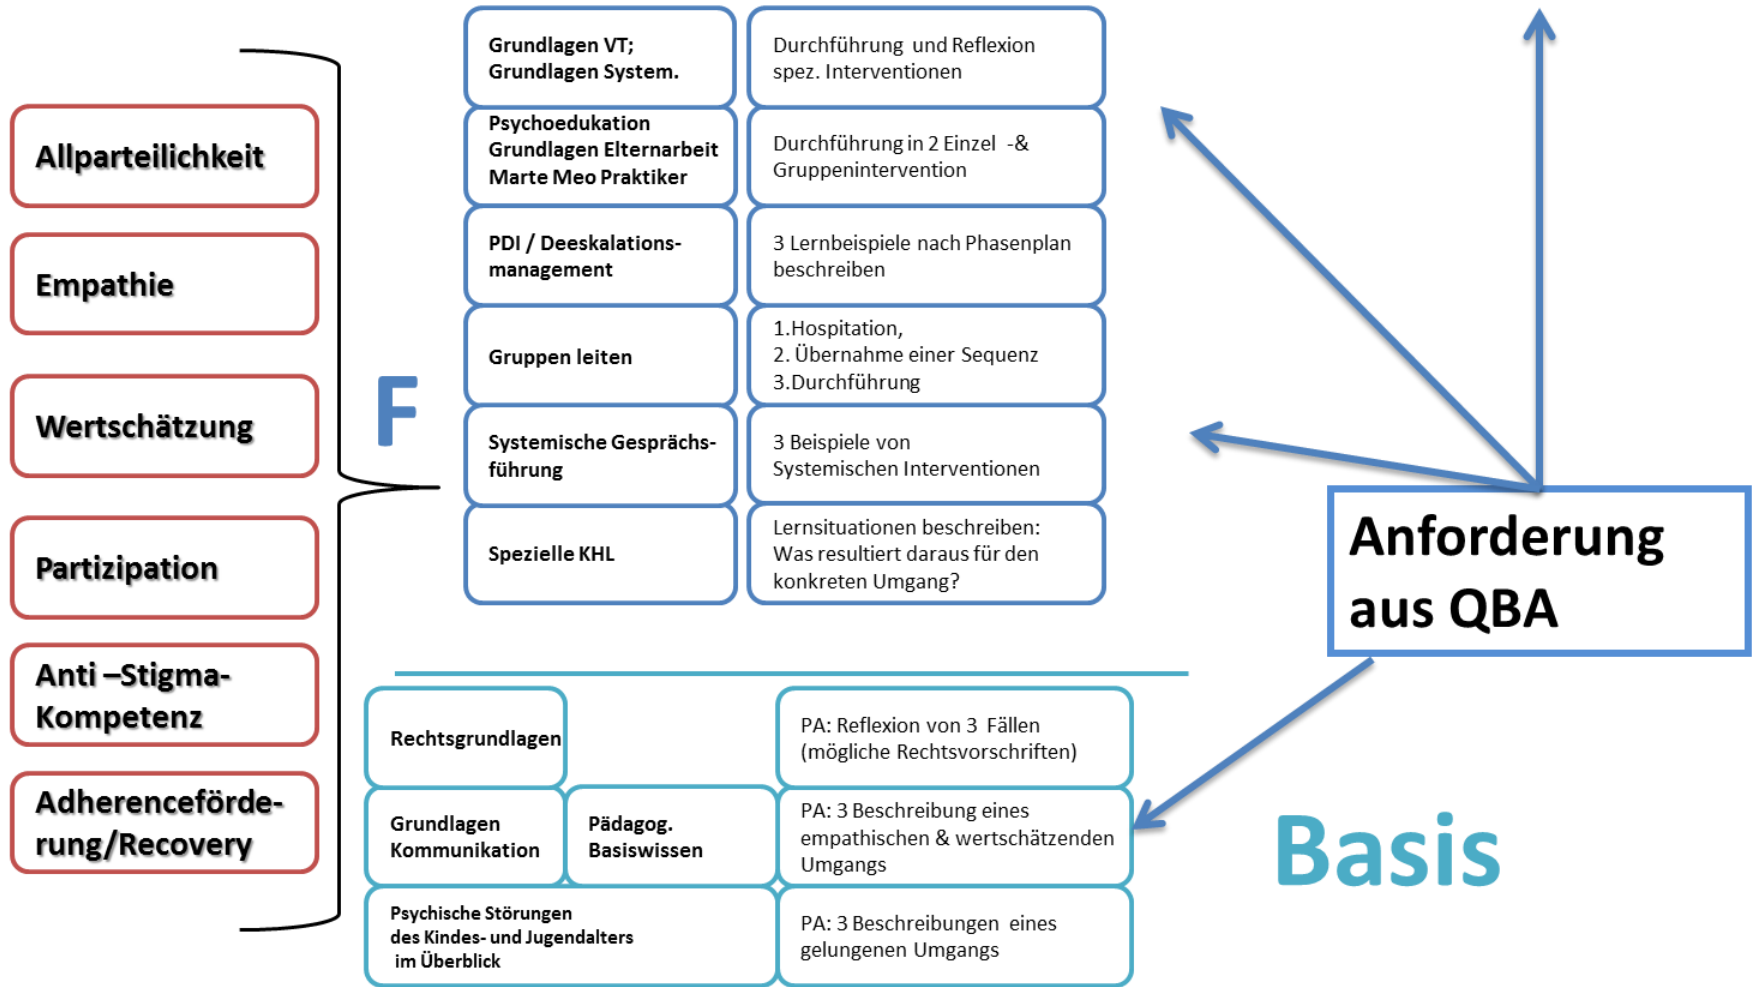 Allparteilichkeit
Empathie
Wertschätzung
Partizipation
Anti –Stigma-
Kompetenz
Adherenceförde-
rung/Recovery
F
Grundlagen VT;
Grundlagen System.
Durchführung und Reflexion
spez. Interventionen
Psychoedukation
Grundlagen Elternarbeit
Marte Meo Praktiker
Durchführung in 2 Einzel -&
Gruppenintervention
PDI / Deeskalations-
management
3 Lernbeispiele nach Phasenplan
beschreiben
Gruppen leiten
1.Hospitation,
2. Übernahme einer Sequenz
3.Durchführung
Systemische Gesprächs-
führung
3 Beispiele von
Systemischen Interventionen
Spezielle KHL
Lernsituationen beschreiben:
Was resultiert daraus für den
konkreten Umgang?
Anforderung
aus QBA
Rechtsgrundlagen
PA: Reflexion von 3 Fällen
(mögliche Rechtsvorschriften)
Grundlagen
Kommunikation
Pädagog.
Basiswissen
PA: 3 Beschreibung eines
empathischen & wertschätzenden
Umgangs
Psychische Störungen
des Kindes- und Jugendalters
im Überblick
PA: 3 Beschreibungen eines
gelungenen Umgangs
Basis